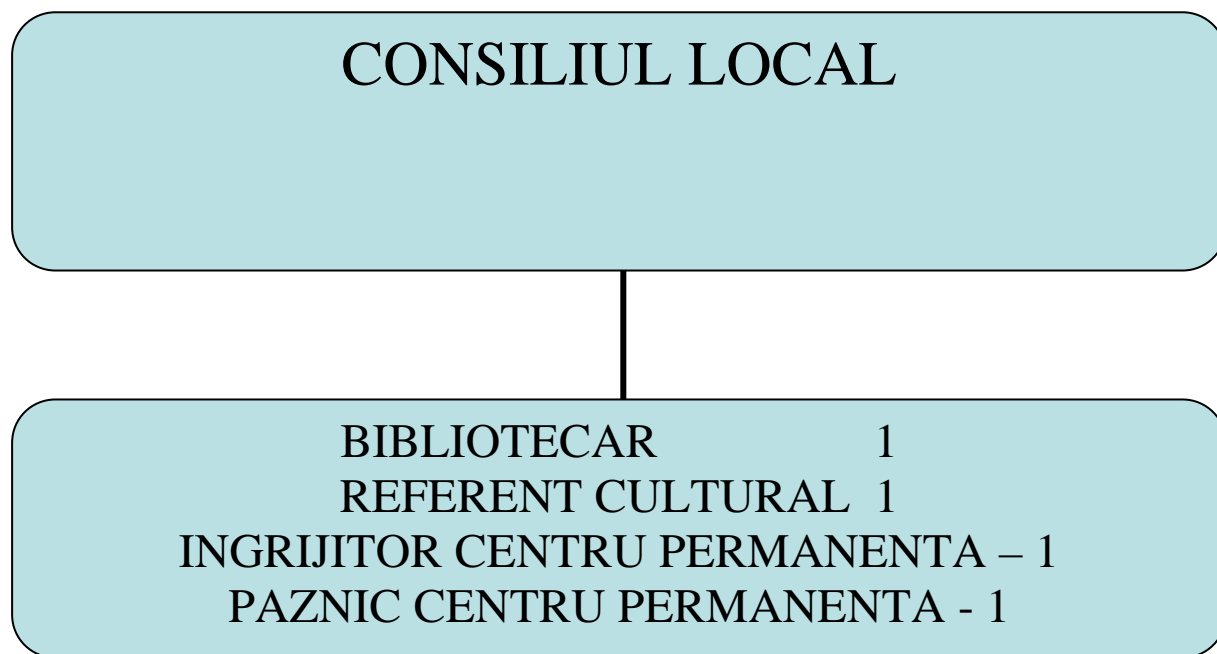 CONSILIUL LOCAL
BIBLIOTECAR 1
REFERENT CULTURAL 1
INGRIJITOR CENTRU PERMANENTA – 1
PAZNIC CENTRU PERMANENTA - 1